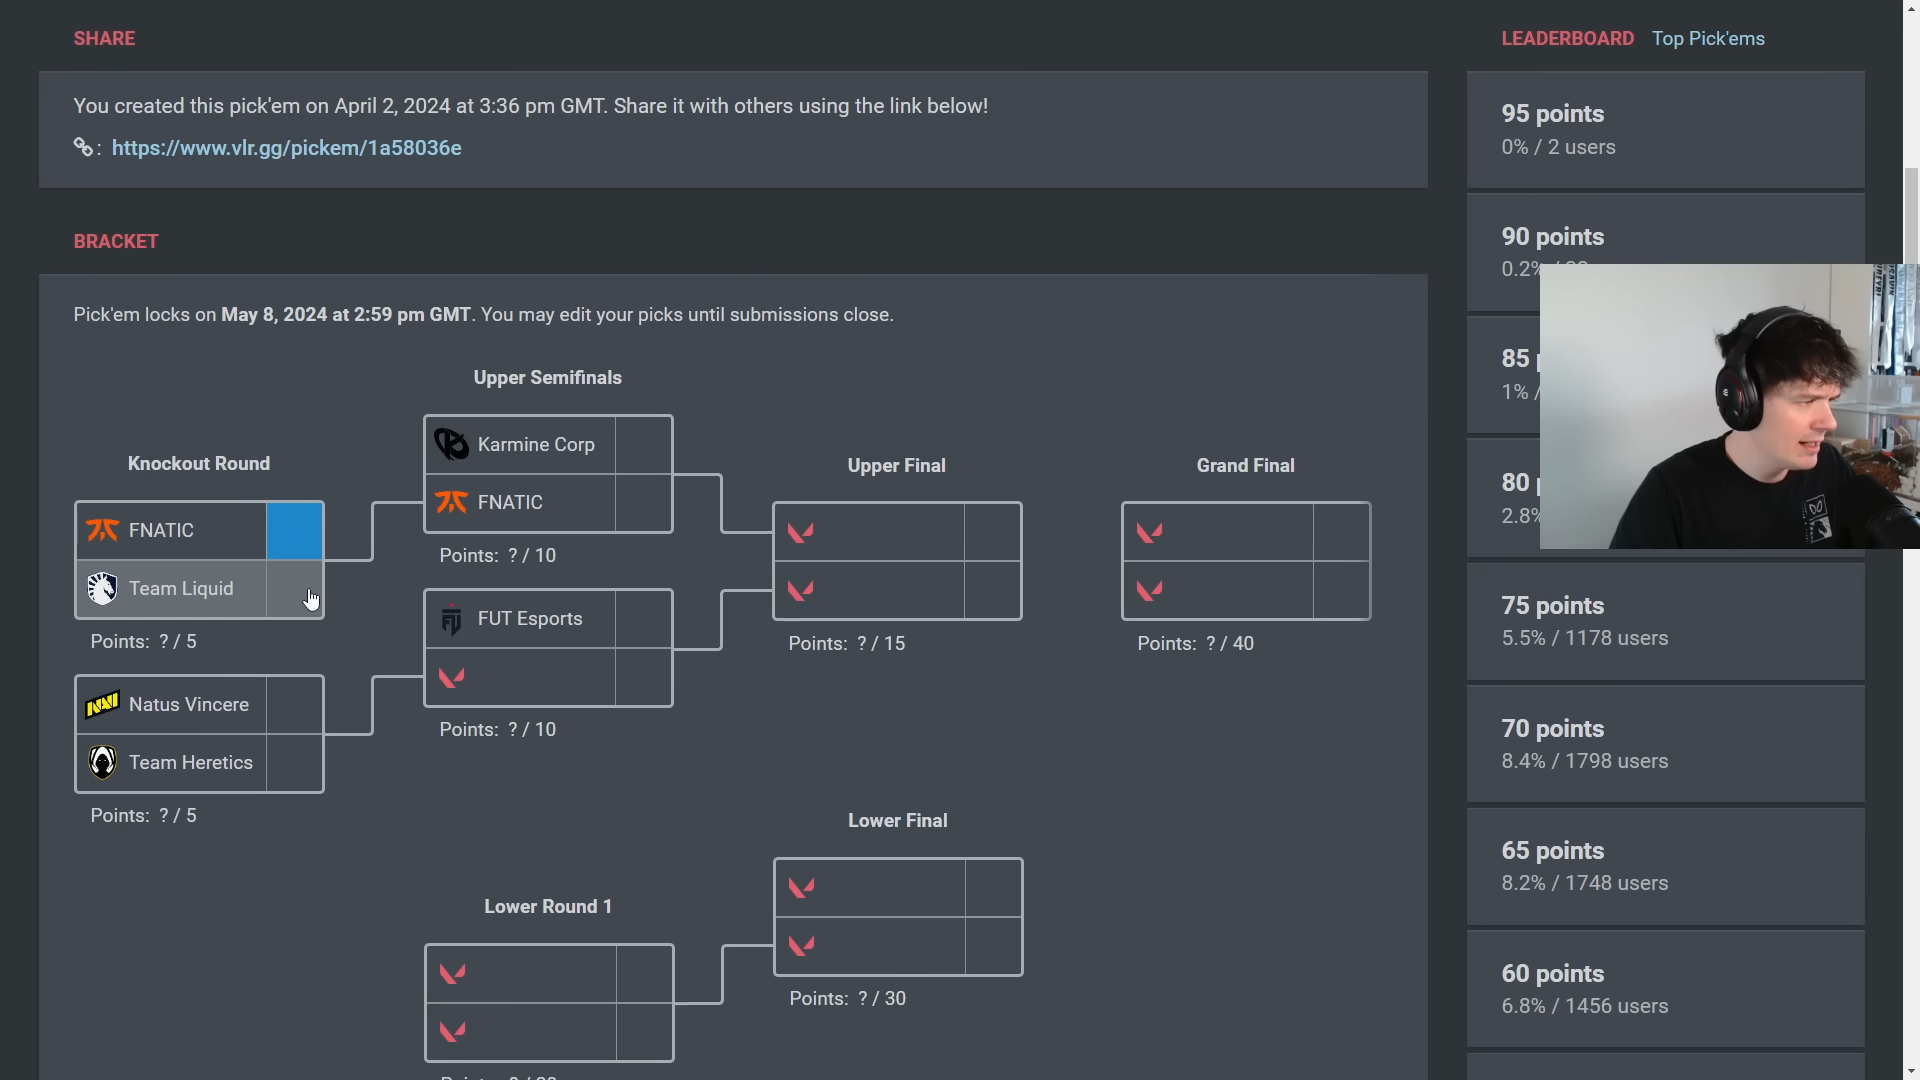 SHARE
You created this pick'em on April 2, 2024 at 3:36 pm GMT. Share it with others using the link below!
: https://www.vlr.gg/pickem/1a58036e
BRACKET
Pick'em locks on May 8, 2024 at 2:59 pm GMT. You may edit your picks until submissions close.
Knockout Round
FNATIC
Team Liquid
Points: ? / 5
Natus Vincere
Team Heretics
Points: ? / 5
Upper Semifinals
Karmine Corp
FNATIC
Points: ? / 10
FUT Esports
Points: ? / 10
Upper Final
Points: ? / 15
Grand Final
Points: ? / 40
Lower Round 1
Lower Final
Points: ? / 30
LEADERBOARD Top Pick'ems
95 points
0% / 2 users
90 points
0.2%
85
1% /
80
2.8%
75 points
5.5% / 1178 users
70 points
8.4% / 1798 users
65 points
8.2% / 1748 users
60 points
6.8% / 1456 users